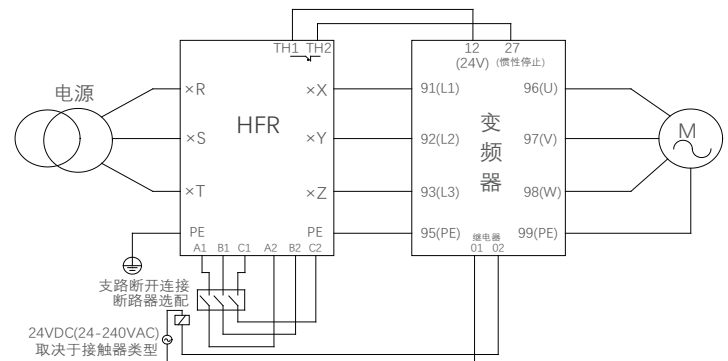 TH1 TH2
12 27
(24V) (惯性停止)
电源
×R ×X 91(L1) 96(U)
HFR
变频器
×S ×Y 92(L2) 97(V)
M
×T ×Z 93(L3) 98(W)
PE PE 95(PE) 99(PE)
继电器
01 02
A1 B1 C1 A2 B2 C2
支路断开连接
断路器选配
24VDC(24-240VAC)
取决于接触器类型